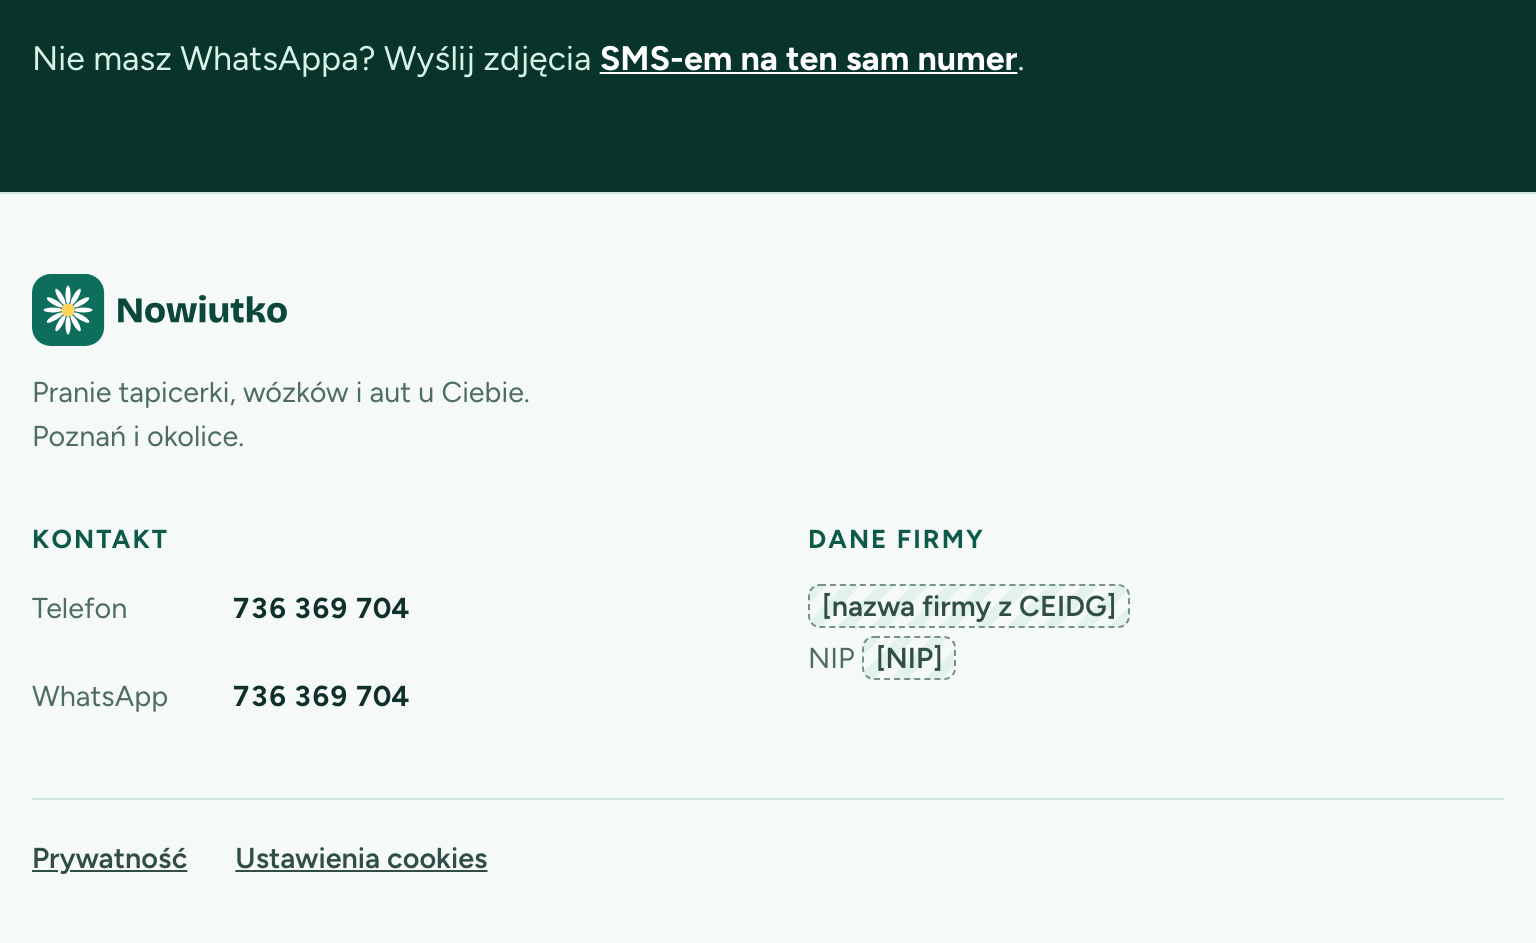 Nie masz WhatsAppa? Wyślij zdjęcia SMS-em na ten sam numer.
Nowiutko
Pranie tapicerki, wózków i aut u Ciebie.
Poznań i okolice.
KONTAKT
Telefon 736 369 704
WhatsApp 736 369 704
DANE FIRMY
[nazwa firmy z CEIDG]
NIP [NIP]
Prywatność Ustawienia cookies